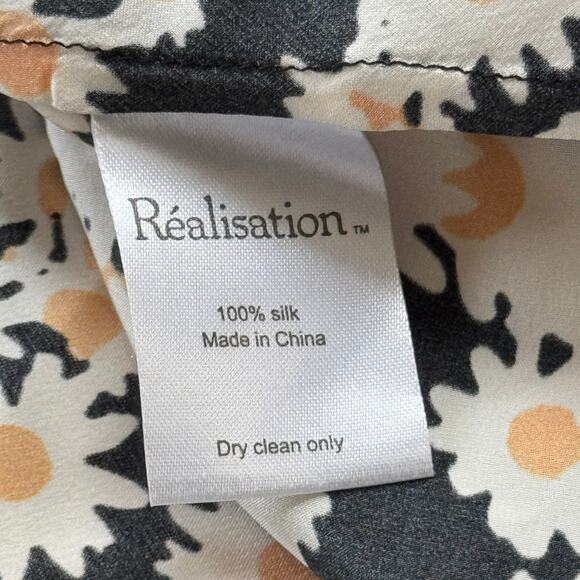 Réalisation™
100% silk
Made in China
Dry clean only